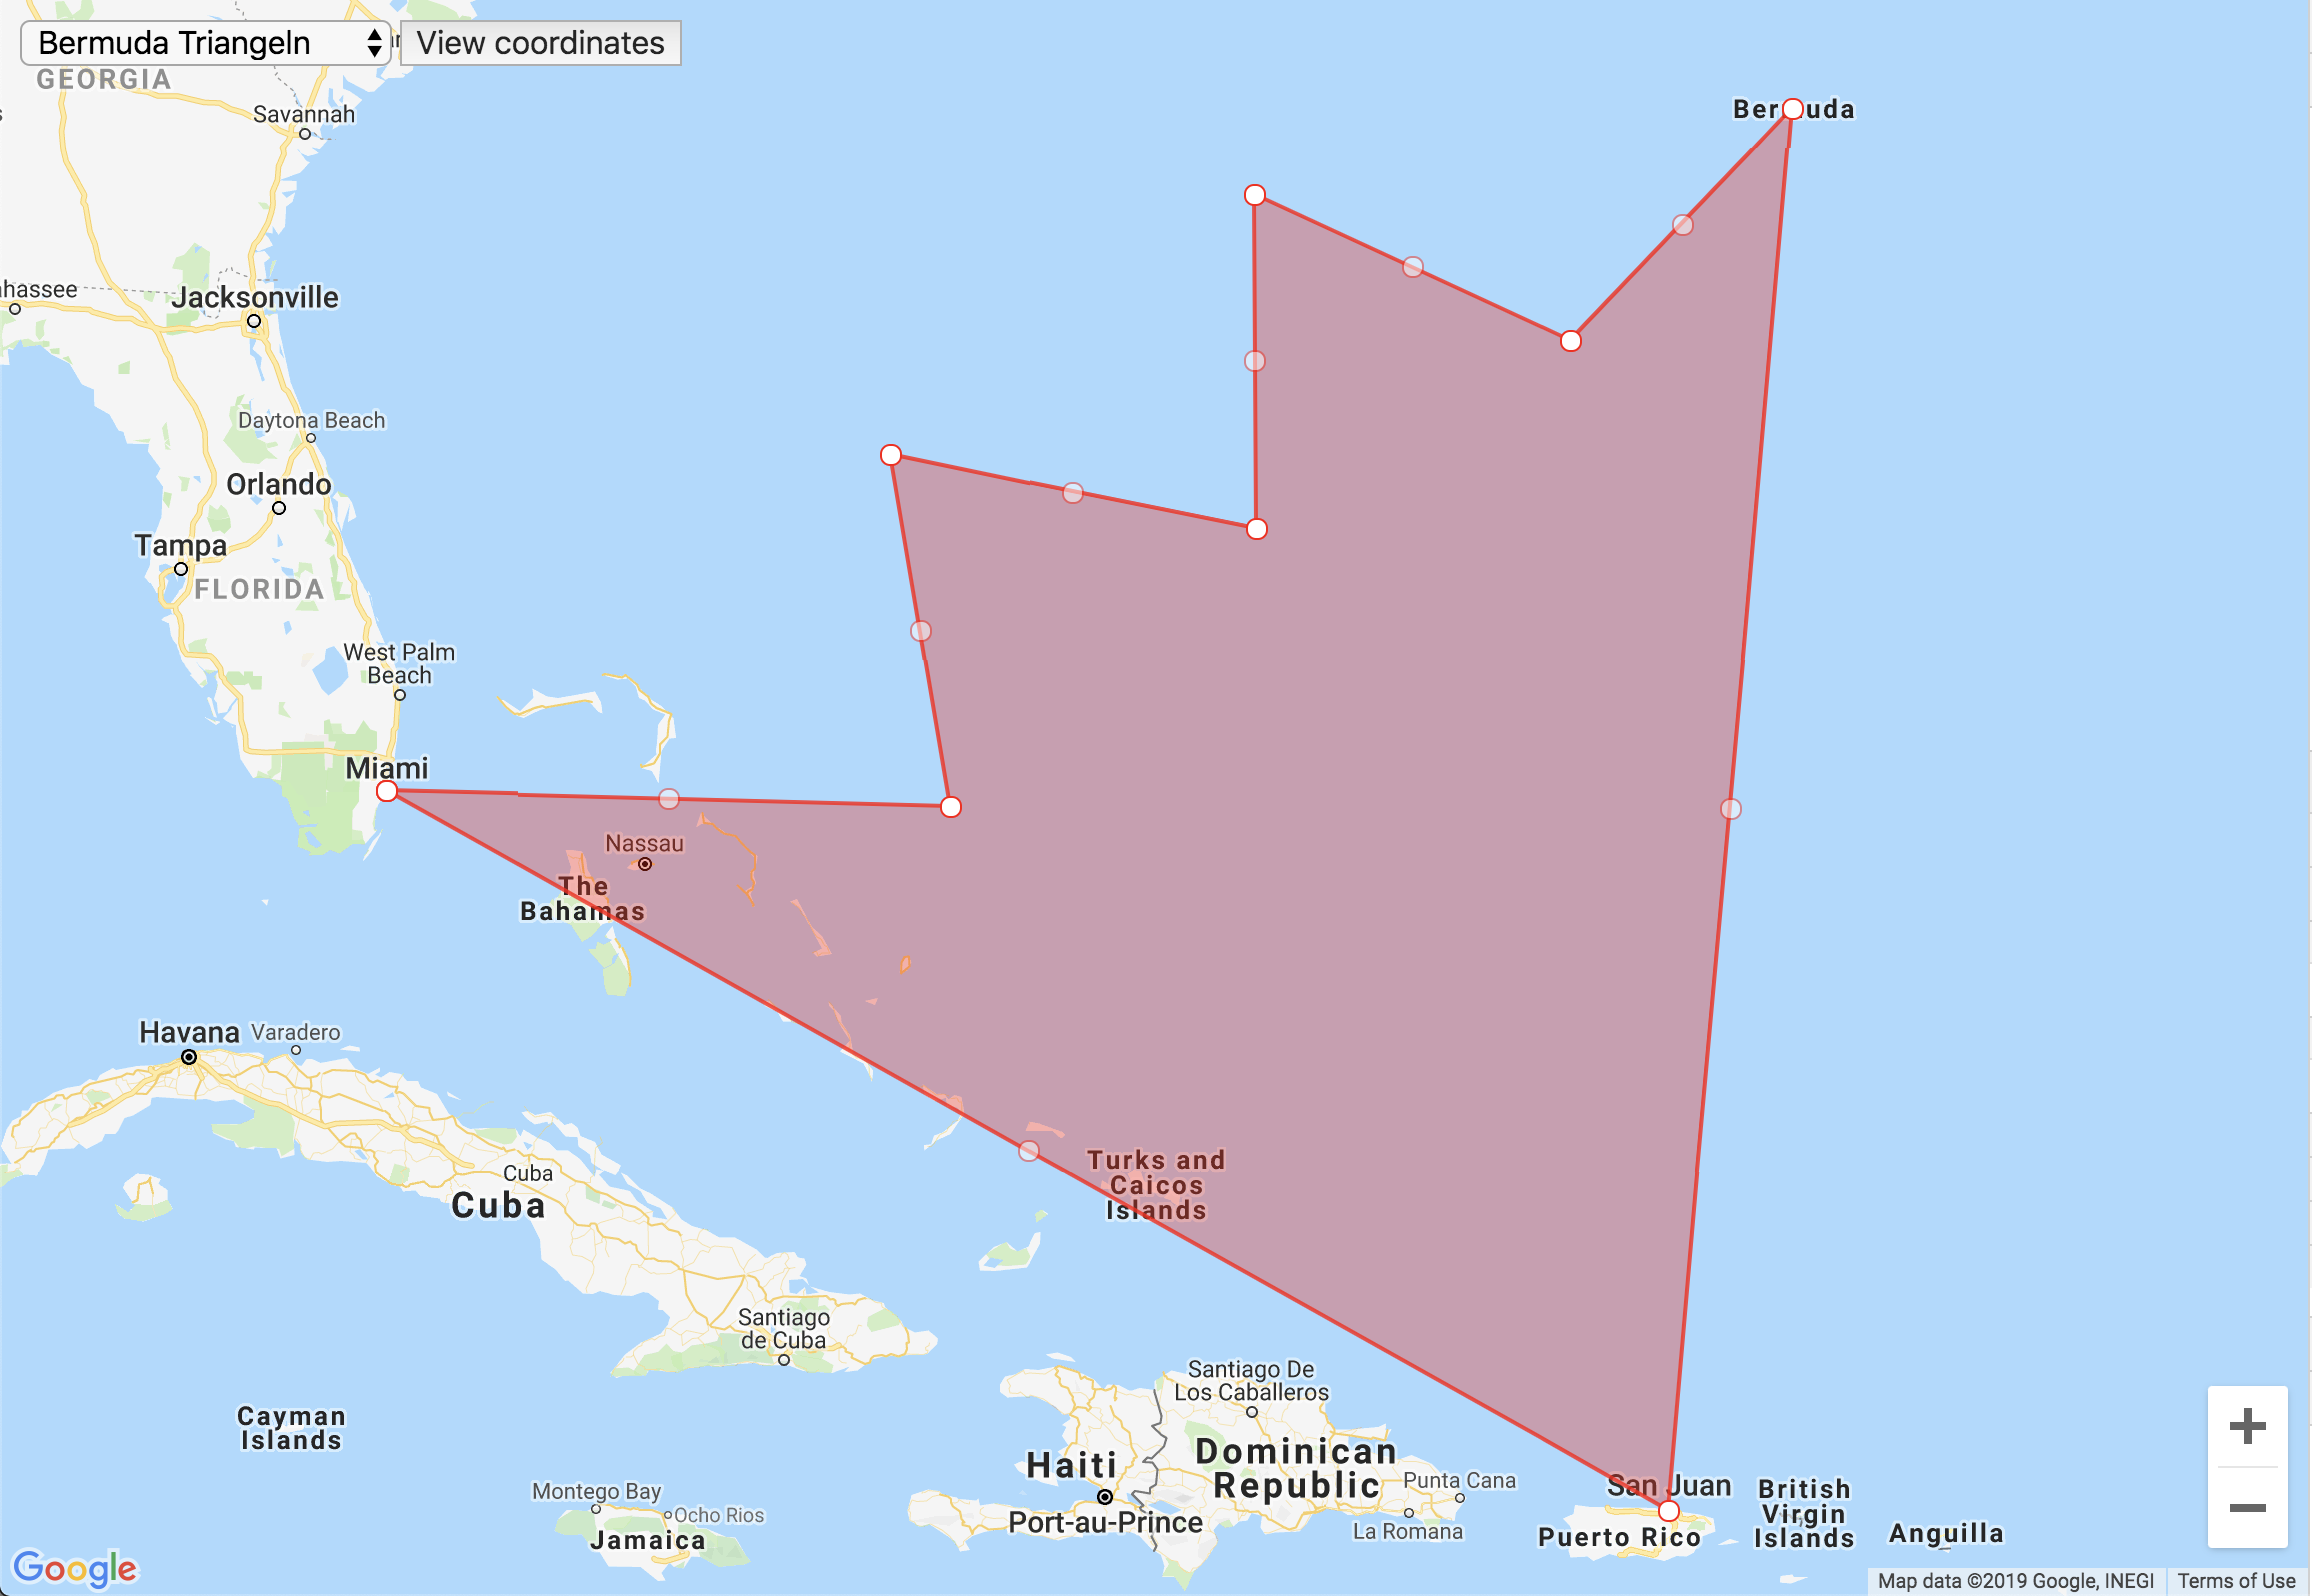 Bermuda Triangeln
View coordinates
GEORGIA
Savannah
Bermuda
ahassee
Jacksonville
Daytona Beach
Orlando
Tampa
FLORIDA
West Palm
Beach
Miami
Nassau
The
Bahamas
Havana
Varadero
Cuba
Cuba
Turks and
Caicos
Islands
Santiago
de Cuba
Santiago De
Los Caballeros
Cayman
Islands
Haiti
Dominican
Republic
Punta Cana
San Juan
British
Virgin
Islands
Montego Bay
Ocho Rios
Port-au-Prince
La Romana
Puerto Rico
Anguilla
Jamaica
Google
Map data ©2019 Google, INEGI
Terms of Use